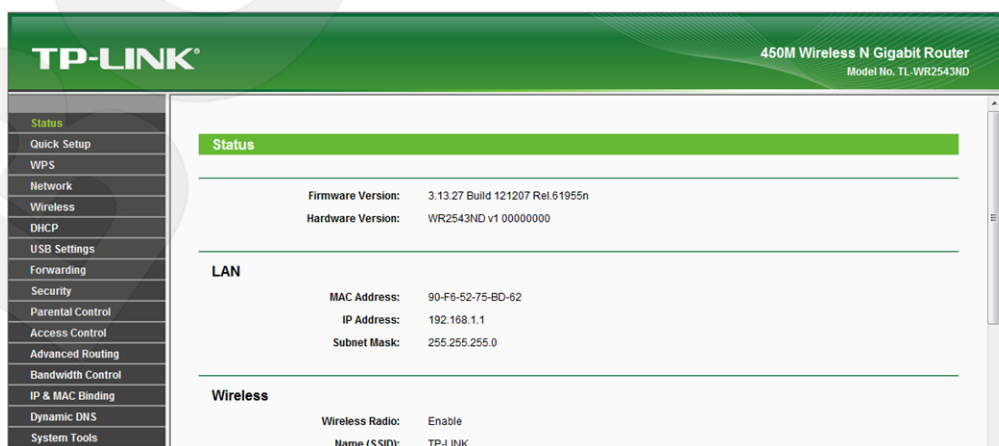 TP-LINK®
450M Wireless N Gigabit Router
Model No. TL-WR2543ND
Status
Quick Setup
WPS
Network
Wireless
DHCP
USB Settings
Forwarding
Security
Parental Control
Access Control
Advanced Routing
Bandwidth Control
IP & MAC Binding
Dynamic DNS
System Tools
Status
Firmware Version: 3.13.27 Build 121207 Rel.61955n
Hardware Version: WR2543ND v1 00000000
LAN
MAC Address: 90-F6-52-75-BD-62
IP Address: 192.168.1.1
Subnet Mask: 255.255.255.0
Wireless
Wireless Radio: Enable
Name (SSID): TP-LINK